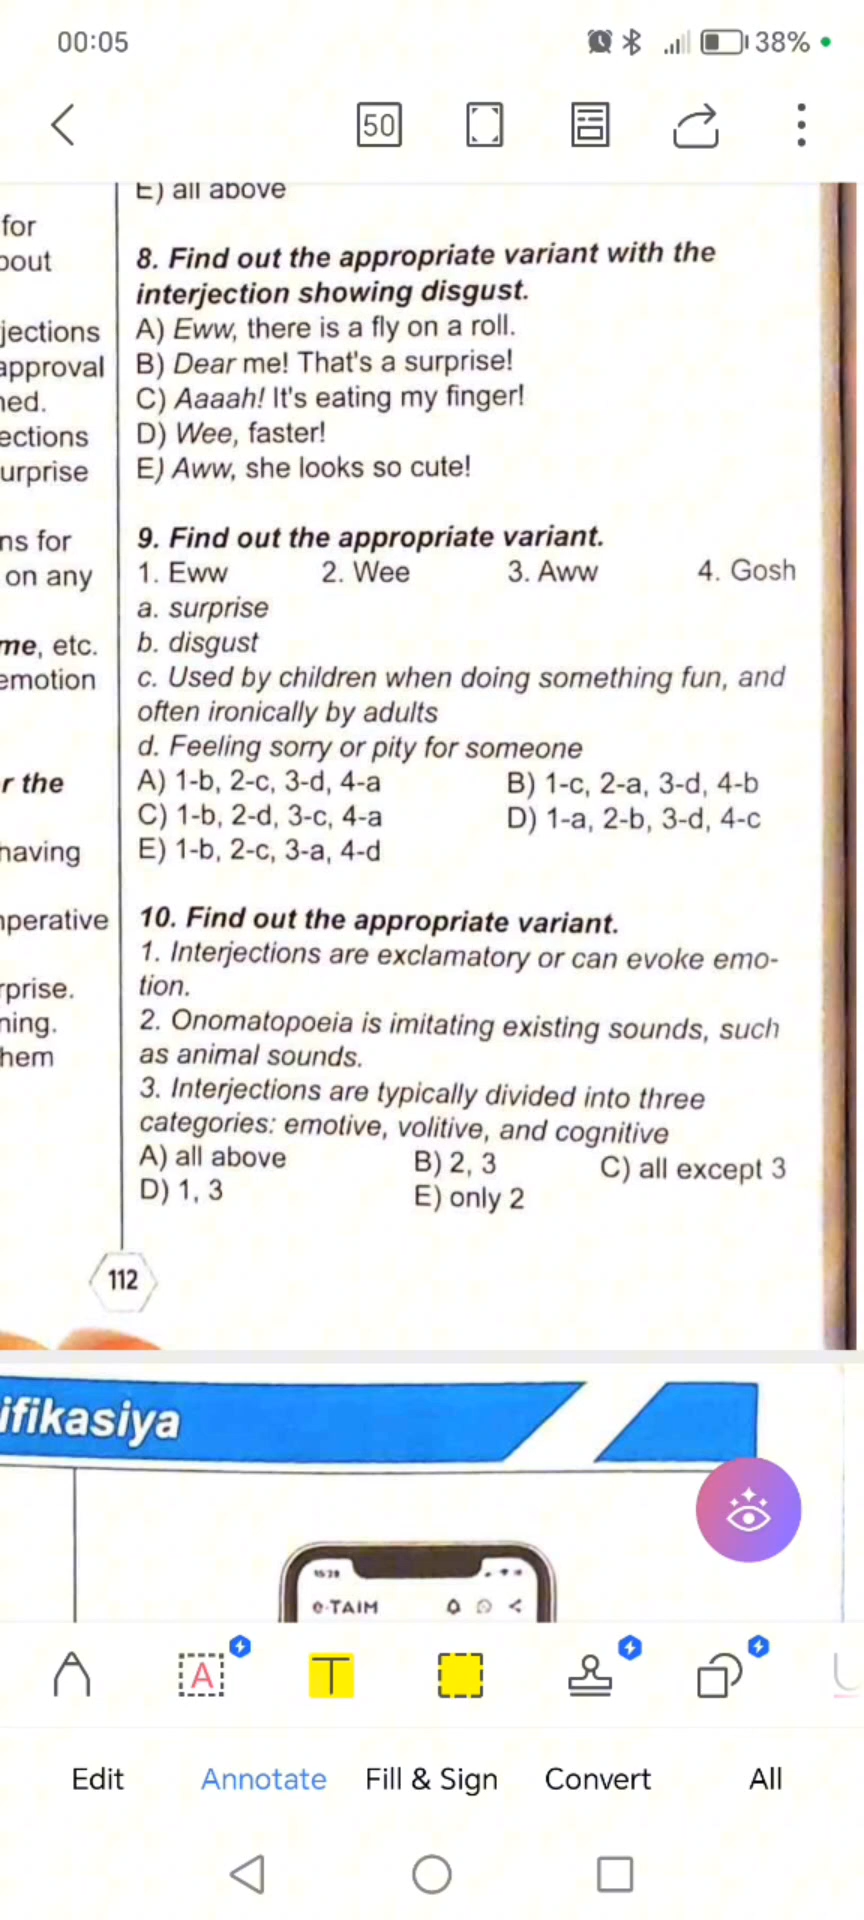 00:05
38%
50
E) all above
for
jections
approval
ections
urprise
ns for
on any
me, etc.
emotion
r the
having
hem
8. Find out the appropriate variant with the
interjection showing disgust.
A) Eww, there is a fly on a roll.
B) Dear me! That's a surprise!
C) Aaaah! It's eating my finger!
D) Wee, faster!
E) Aww, she looks so cute!
9. Find out the appropriate variant.
1. Eww 2. Wee 3. Aww 4. Gosh
a. surprise
b. disgust
c. Used by children when doing something fun, and
often ironically by adults
d. Feeling sorry or pity for someone
A) 1-b, 2-c, 3-d, 4-a B) 1-c, 2-a, 3-d, 4-b
C) 1-b, 2-d, 3-c, 4-a D) 1-a, 2-b, 3-d, 4-c
E) 1-b, 2-c, 3-a, 4-d
10. Find out the appropriate variant.
1. Interjections are exclamatory or can evoke emo-
tion.
2. Onomatopoeia is imitating existing sounds, such
as animal sounds.
3. Interjections are typically divided into three
categories: emotive, volitive, and cognitive
A) all above B) 2, 3 C) all except 3
D) 1, 3 E) only 2
112
ifikasiya
15:28
e-TAIM
A
T
Edit Annotate Fill & Sign Convert All